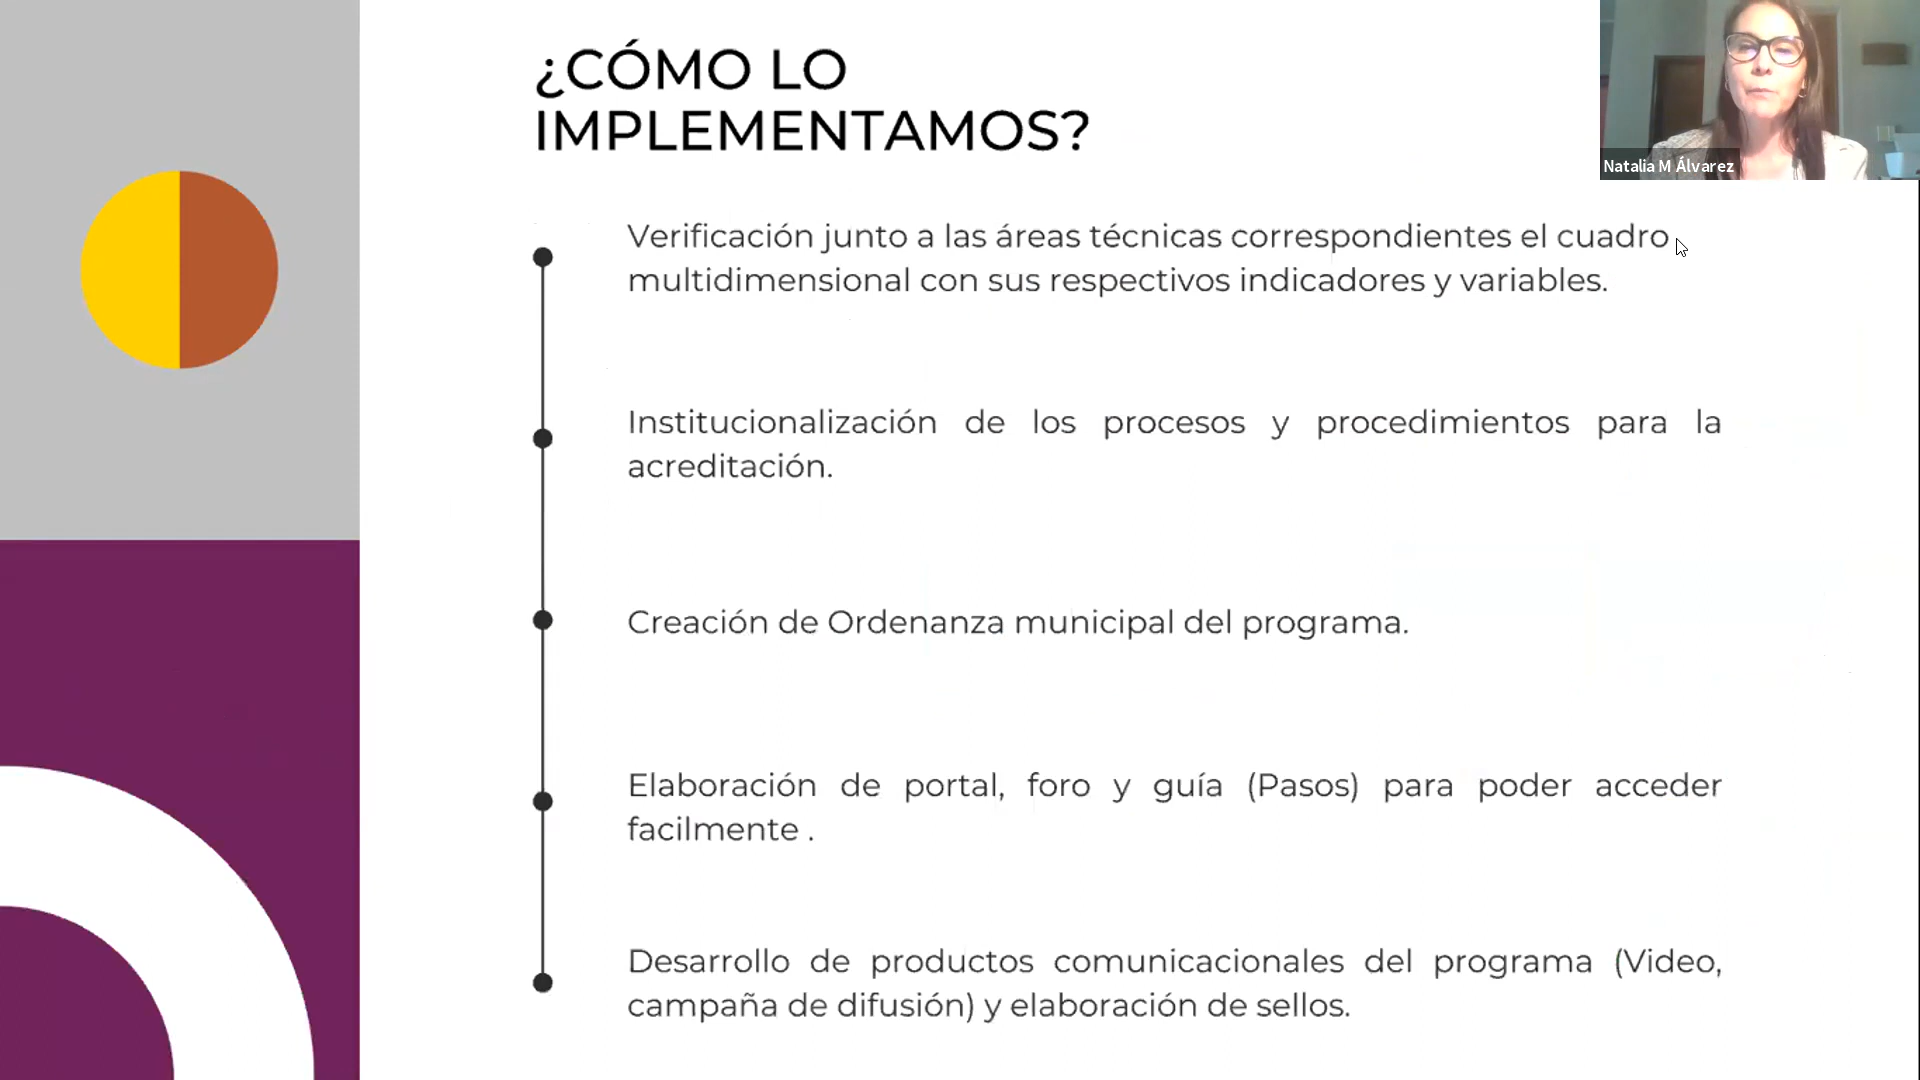 ¿CÓMO LO
IMPLEMENTAMOS?
Natalia M Álvarez
Verificación junto a las áreas técnicas correspondientes el cuadro
multidimensional con sus respectivos indicadores y variables.
Institucionalización de los procesos y procedimientos para la
acreditación.
Creación de Ordenanza municipal del programa.
Elaboración de portal, foro y guía (Pasos) para poder acceder
facilmente .
Desarrollo de productos comunicacionales del programa (Video,
campaña de difusión) y elaboración de sellos.